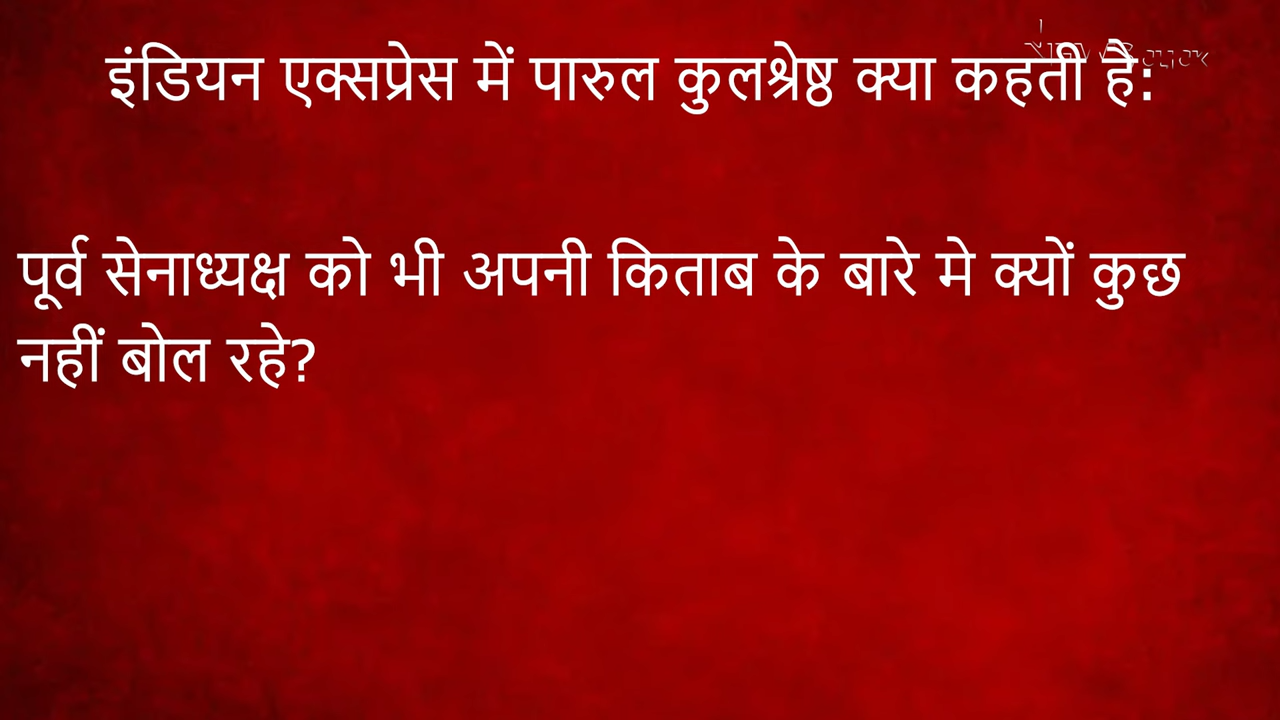 इंडियन एक्सप्रेस में पारुल कुलश्रेष्ठ क्या कहती है:
पूर्व सेनाध्यक्ष को भी अपनी किताब के बारे मे क्यों कुछ
नहीं बोल रहे?